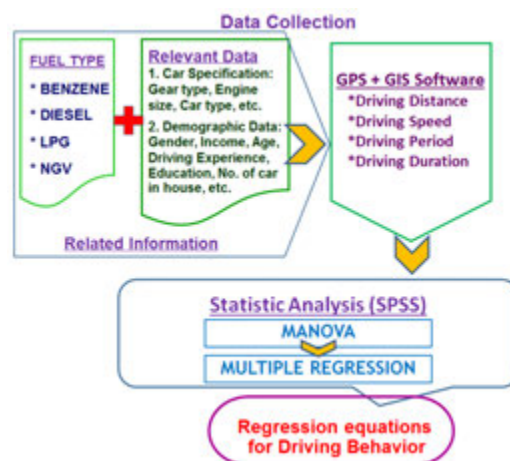 Data Collection
FUEL TYPE
* BENZENE
* DIESEL
* LPG
* NGV
Relevant Data
1. Car Specification:
Gear type, Engine
size, Car type, etc.
2. Demographic Data:
Gender, Income, Age,
Driving Experience,
Education, No. of car
in house, etc.
Related Information
GPS + GIS Software
*Driving Distance
*Driving Speed
*Driving Period
*Driving Duration
Statistic Analysis (SPSS)
MANOVA
MULTIPLE REGRESSION
Regression equations
for Driving Behavior